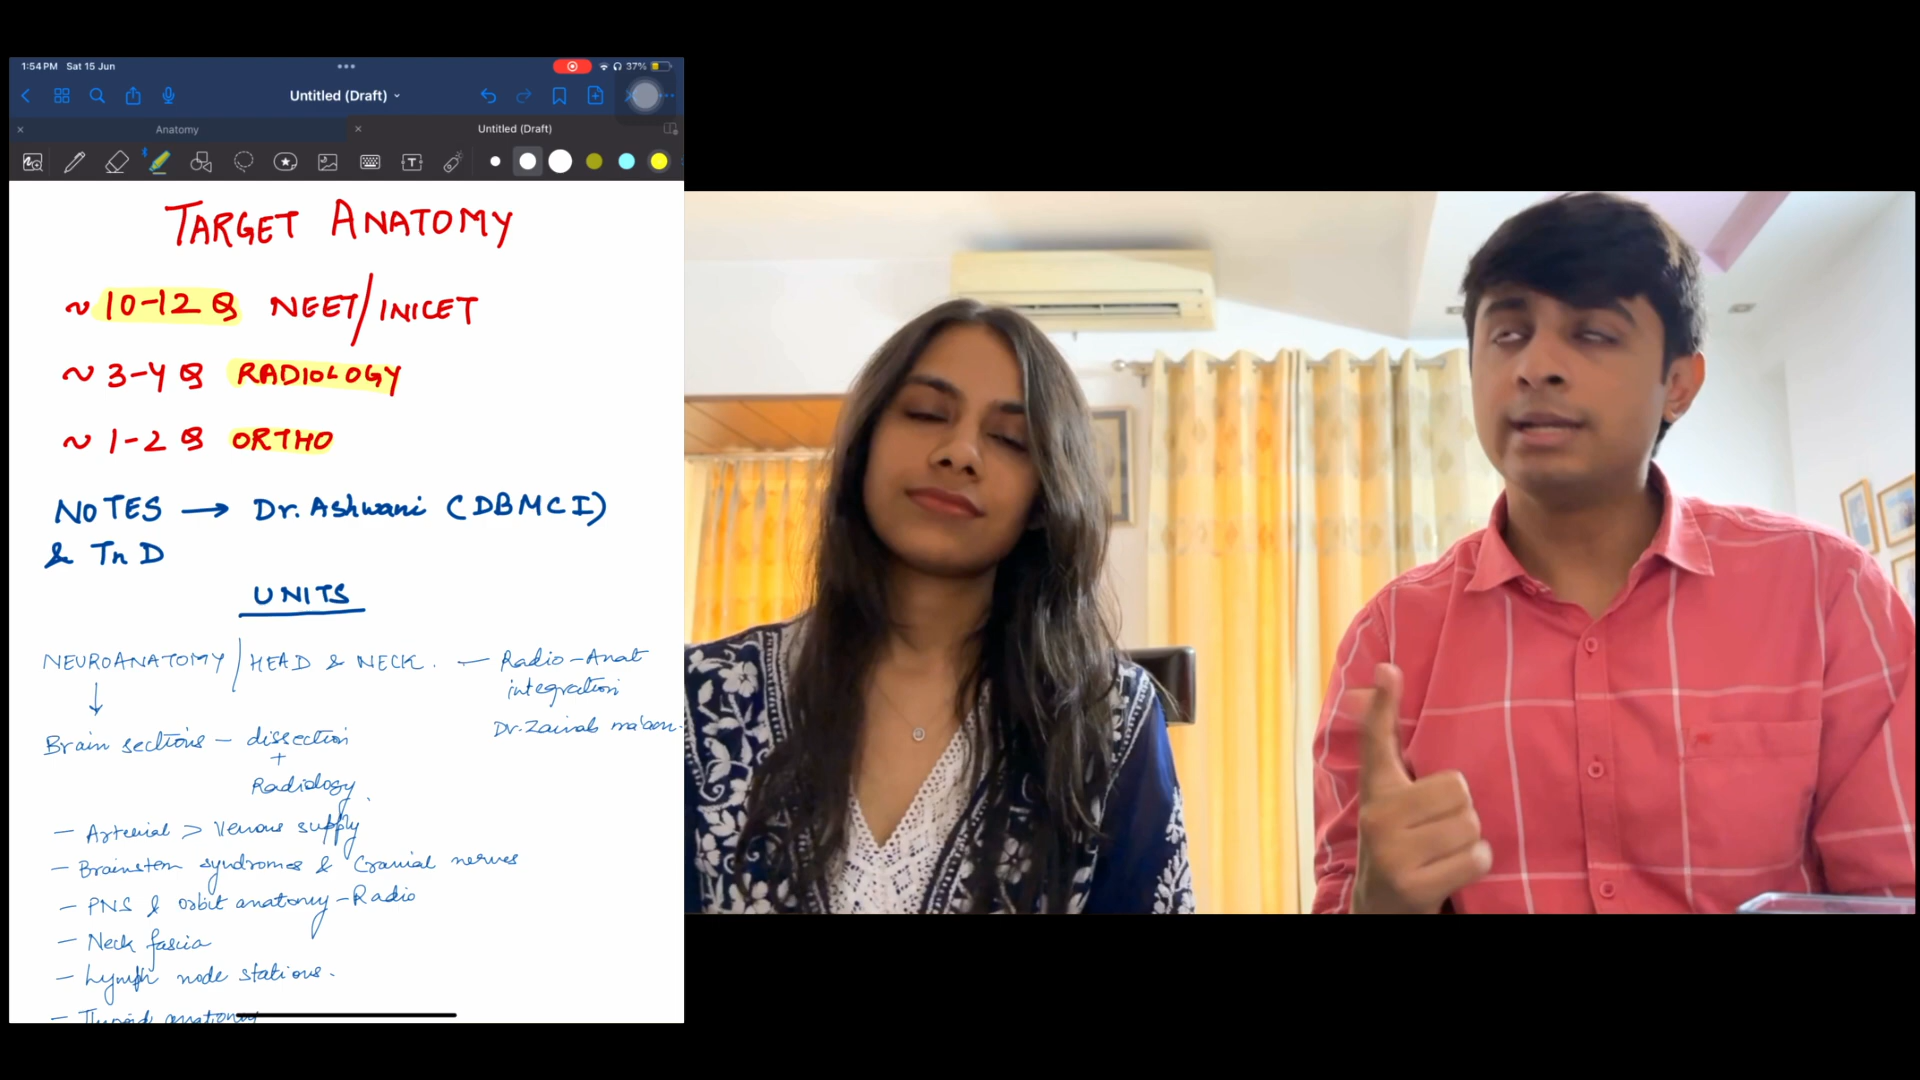 1:54 PM Sat 15 Jun
37%
Untitled (Draft)
Anatomy
Untitled (Draft)
TARGET ANATOMY
~ 10-12 Q NEET/INICET
~ 3-4 Q RADIOLOGY
~ 1-2 Q ORTHO
NOTES → Dr. Ashwani (DBMCI)
& TnD
UNITS
NEUROANATOMY / HEAD & NECK. — Radio-Anat
integration
Dr. Zainab ma'am.
↓
Brain sections - dissection
+
Radiology
- Arterial > Venous supply
- Brainstem syndromes & Cranial nerves
- PNS & orbit anatomy - Radio
- Neck fascia
- Lymph node stations.
- Thyroid anatomy